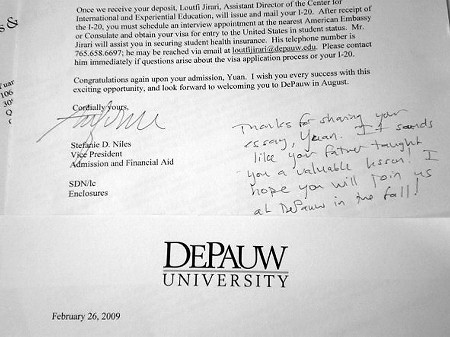 Once we receive your deposit, Loutfi Jirari, Assistant Director of the Center for
International and Experiential Education, will issue and mail your I-20. After receipt of
the I-20, you must schedule an interview appointment at the nearest American Embassy
or Consulate and obtain your visa for entry to the United States in student status. Mr.
Jirari will assist you in securing student health insurance. His telephone number is
765.658.6697; he may be reached via email at loutfijirari@depauw.edu. Please contact
him immediately if questions arise about the visa application process or your I-20.
Congratulations again upon your admission, Yuan. I wish you every success with this
exciting opportunity, and look forward to welcoming you to DePauw in August.
Cordially yours,
Stefanie D. Niles
Vice President
Admission and Financial Aid
SDN/lc
Enclosures
Thanks for sharing your
essay, Yuan. It sounds
like your father taught
you a valuable lesson! I
hope you will join us
at DePauw in the fall!
s &
Yuar
106
30
DEPAUW
UNIVERSITY
February 26, 2009